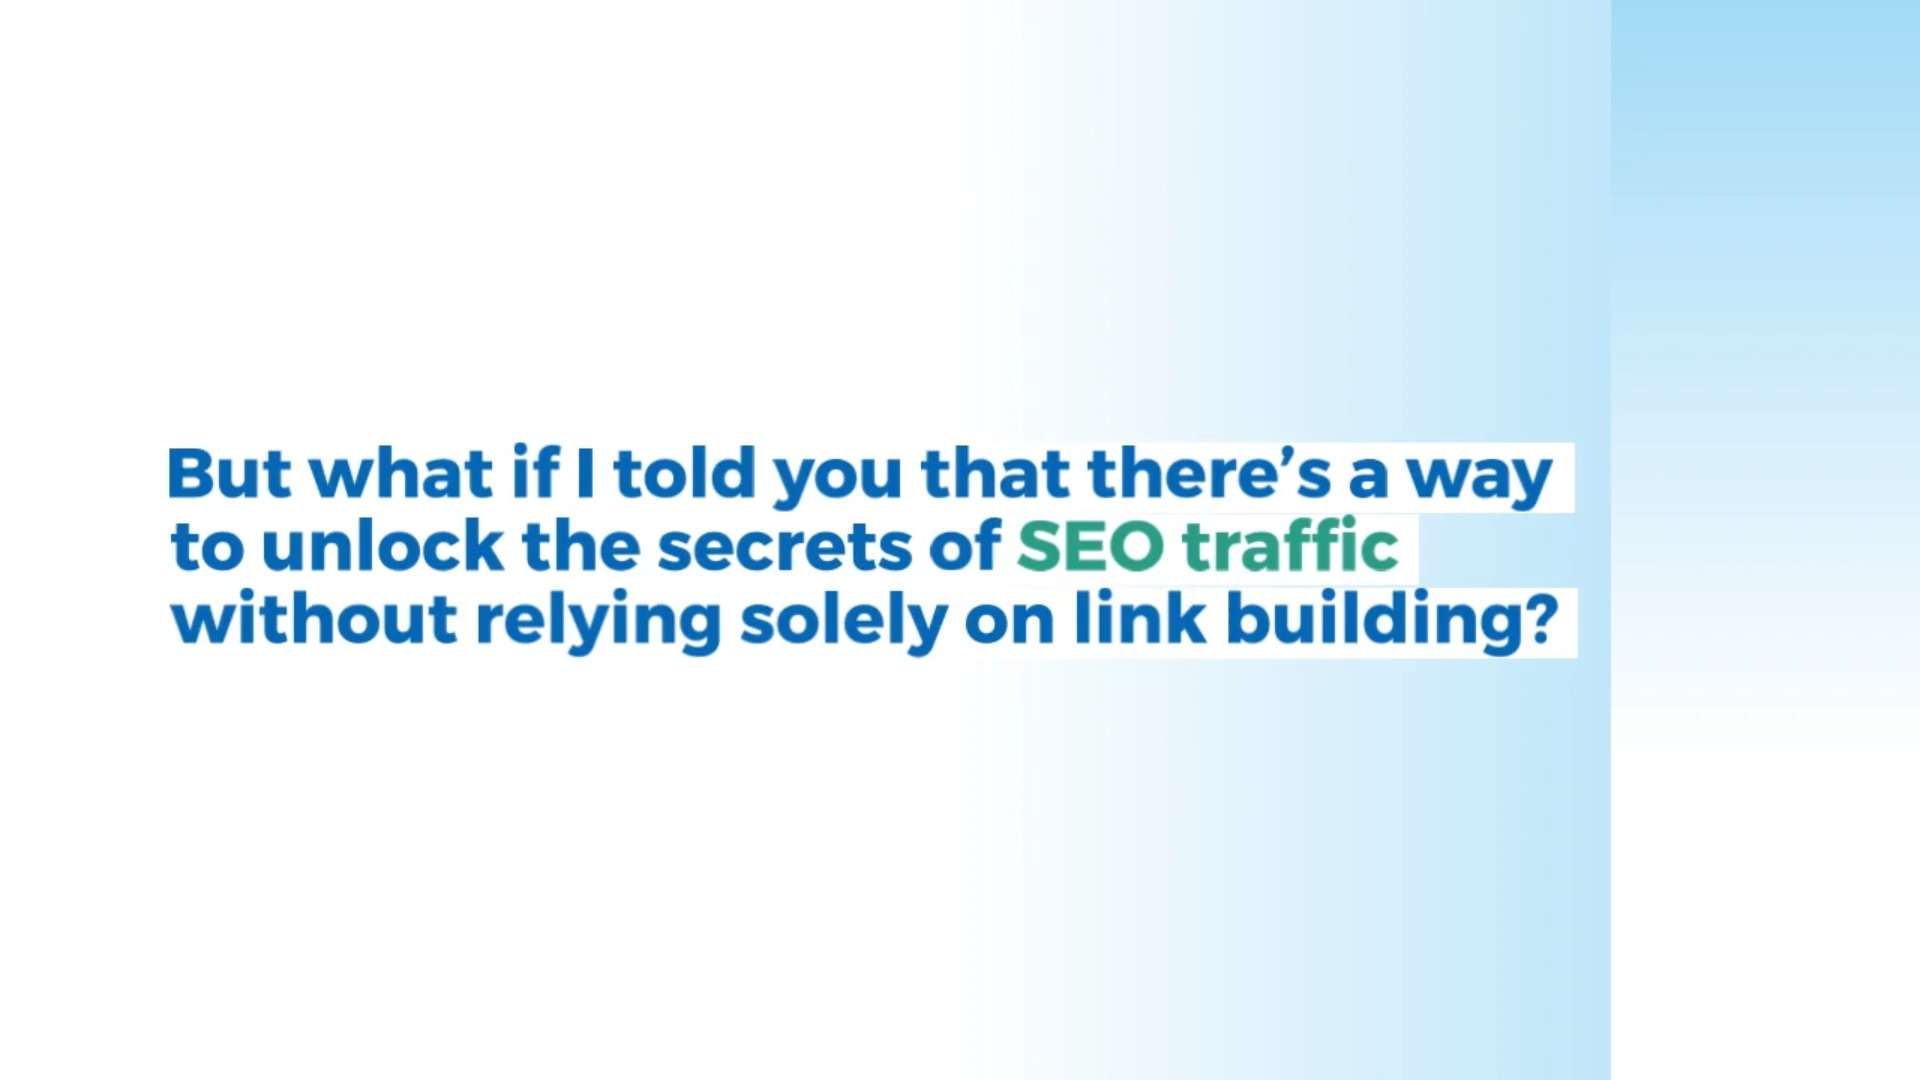 But what if I told you that there’s a way
to unlock the secrets of SEO traffic
without relying solely on link building?